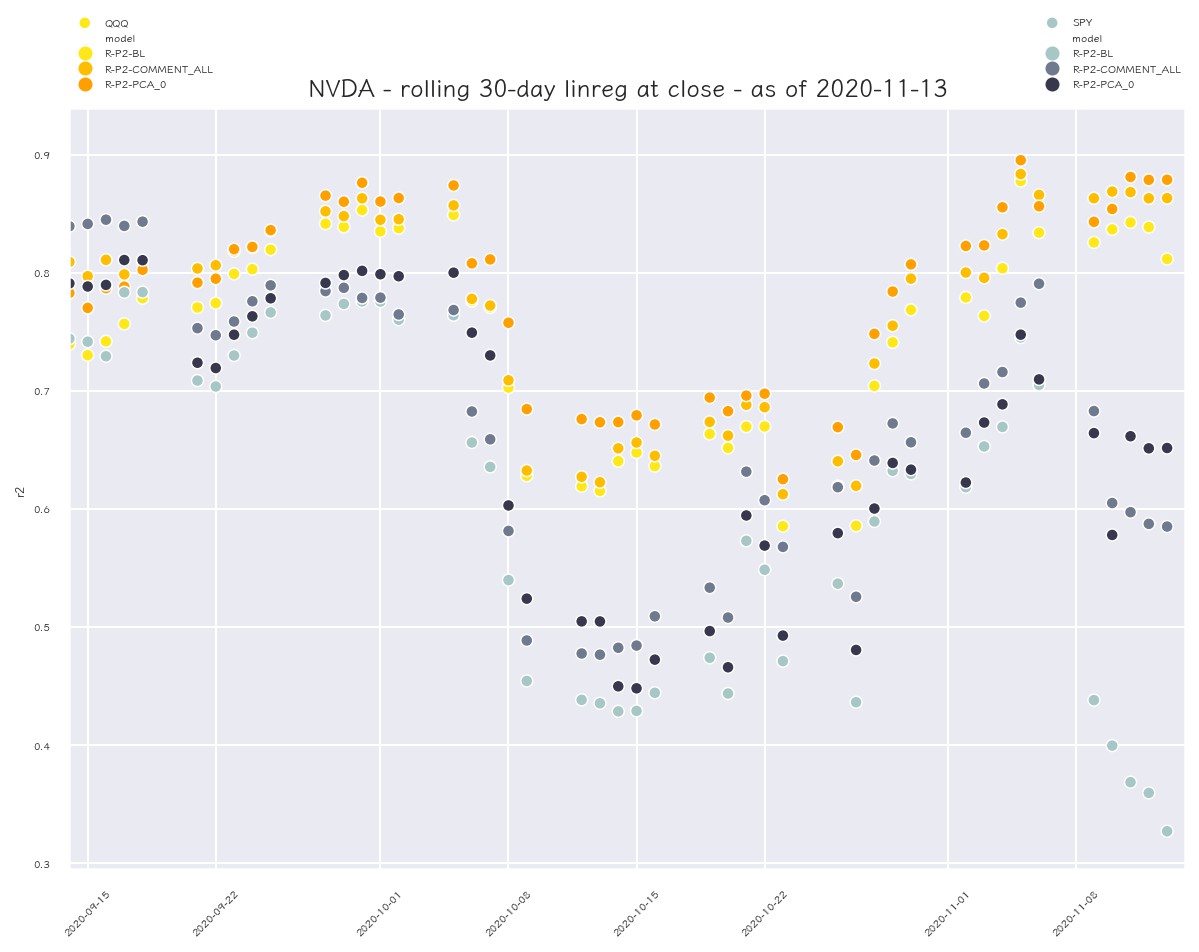 QQQ
model
R-P2-BL
R-P2-COMMENT_ALL
R-P2-PCA_0
SPY
model
R-P2-BL
R-P2-COMMENT_ALL
R-P2-PCA_0
NVDA - rolling 30-day linreg at close - as of 2020-11-13
0.9
0.8
0.7
0.6
0.5
0.4
0.3
r2
2020-09-15
2020-09-22
2020-10-01
2020-10-08
2020-10-15
2020-10-22
2020-11-01
2020-11-08